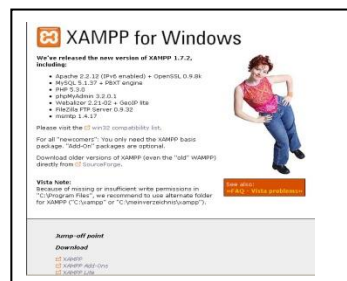 XAMPP for Windows
We've released the new version of XAMPP 1.7.2,
including:
• Apache 2.2.12 (IPv6 enabled) + OpenSSL 0.9.8k
• MySQL 5.1.37 + PBXT engine
• PHP 5.3.0
• phpMyAdmin 3.2.0.1
• Webalizer 2.21-02 + GeoIP lite
• FileZilla FTP Server 0.9.32
• msmtp 1.4.17
Please visit the win32 compatibility list.
For all "newcomers": You only need the XAMPP basis
package. "Add-On" packages are optional.
Download older versions of XAMPP (even the "old" WAMPP)
directly from SourceForge.
Vista Note:
Because of missing or insufficient write permissions in
"C:\Program Files", we recommend to use alternate folder
for XAMPP ("C:\xampp" or "C:\meinverzeichnis\xampp").
See also:
»FAQ - Vista problems«
Jump-off point
Download
XAMPP
XAMPP Add-Ons
XAMPP Lite